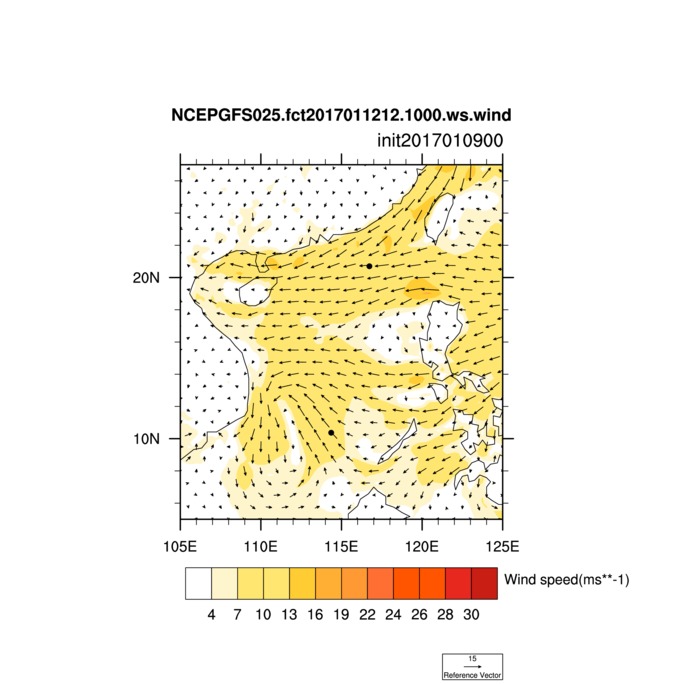 NCEPGFS025.fct2017011212.1000.ws.wind
init2017010900
20N
10N
105E 110E 115E 120E 125E
Wind speed(ms**-1)
4 7 10 13 16 19 22 24 26 28 30
15
Reference Vector